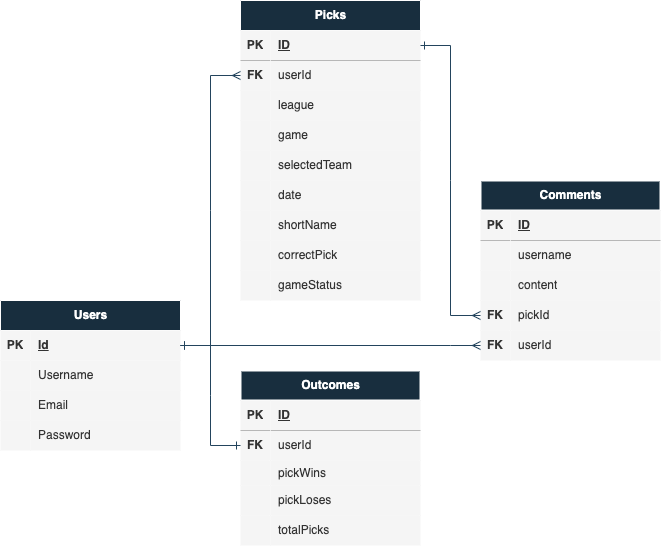 Picks
PK ID
FK userId
league
game
selectedTeam
date
shortName
correctPick
gameStatus
Comments
PK ID
username
content
FK pickId
FK userId
Users
PK Id
Username
Email
Password
Outcomes
PK ID
FK userId
pickWins
pickLoses
totalPicks